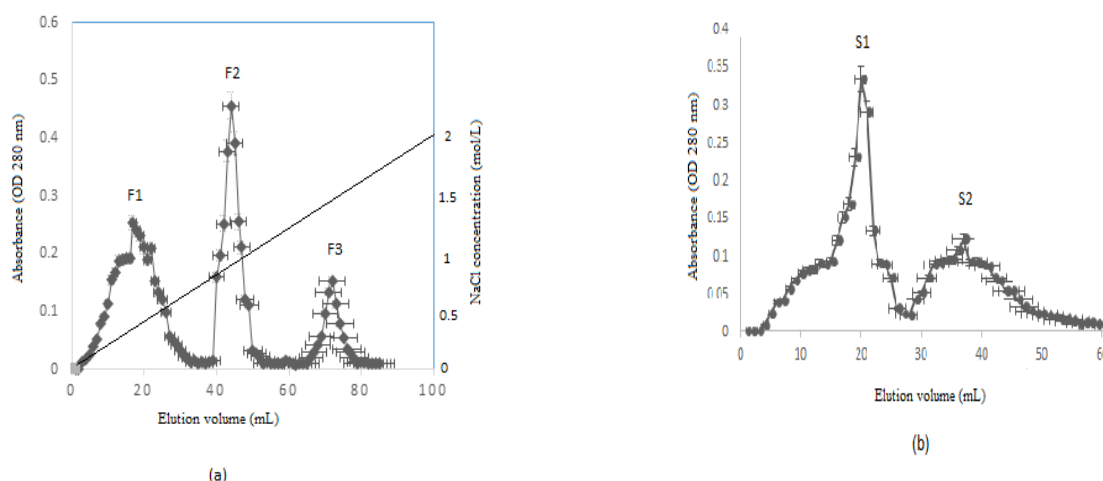 0.6
0.5
0.4
0.3
0.2
0.1
0
Absorbance (OD 280 nm)
F1
F2
F3
2
1.5
1
0.5
0
NaCl concentration (mol/L)
0 20 40 60 80 100
Elution volume (mL)
(a)
0.4
0.35
0.3
0.25
0.2
0.15
0.1
0.05
0
Absorbance (OD 280 nm)
S1
S2
0 10 20 30 40 50 60
Elution volume (mL)
(b)